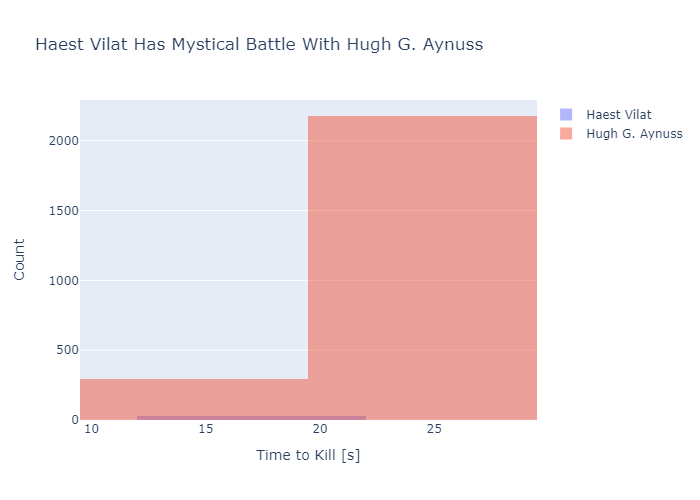 Haest Vilat Has Mystical Battle With Hugh G. Aynuss
Haest Vilat
Hugh G. Aynuss
Count
2000
1500
1000
500
0
10 15 20 25
Time to Kill [s]